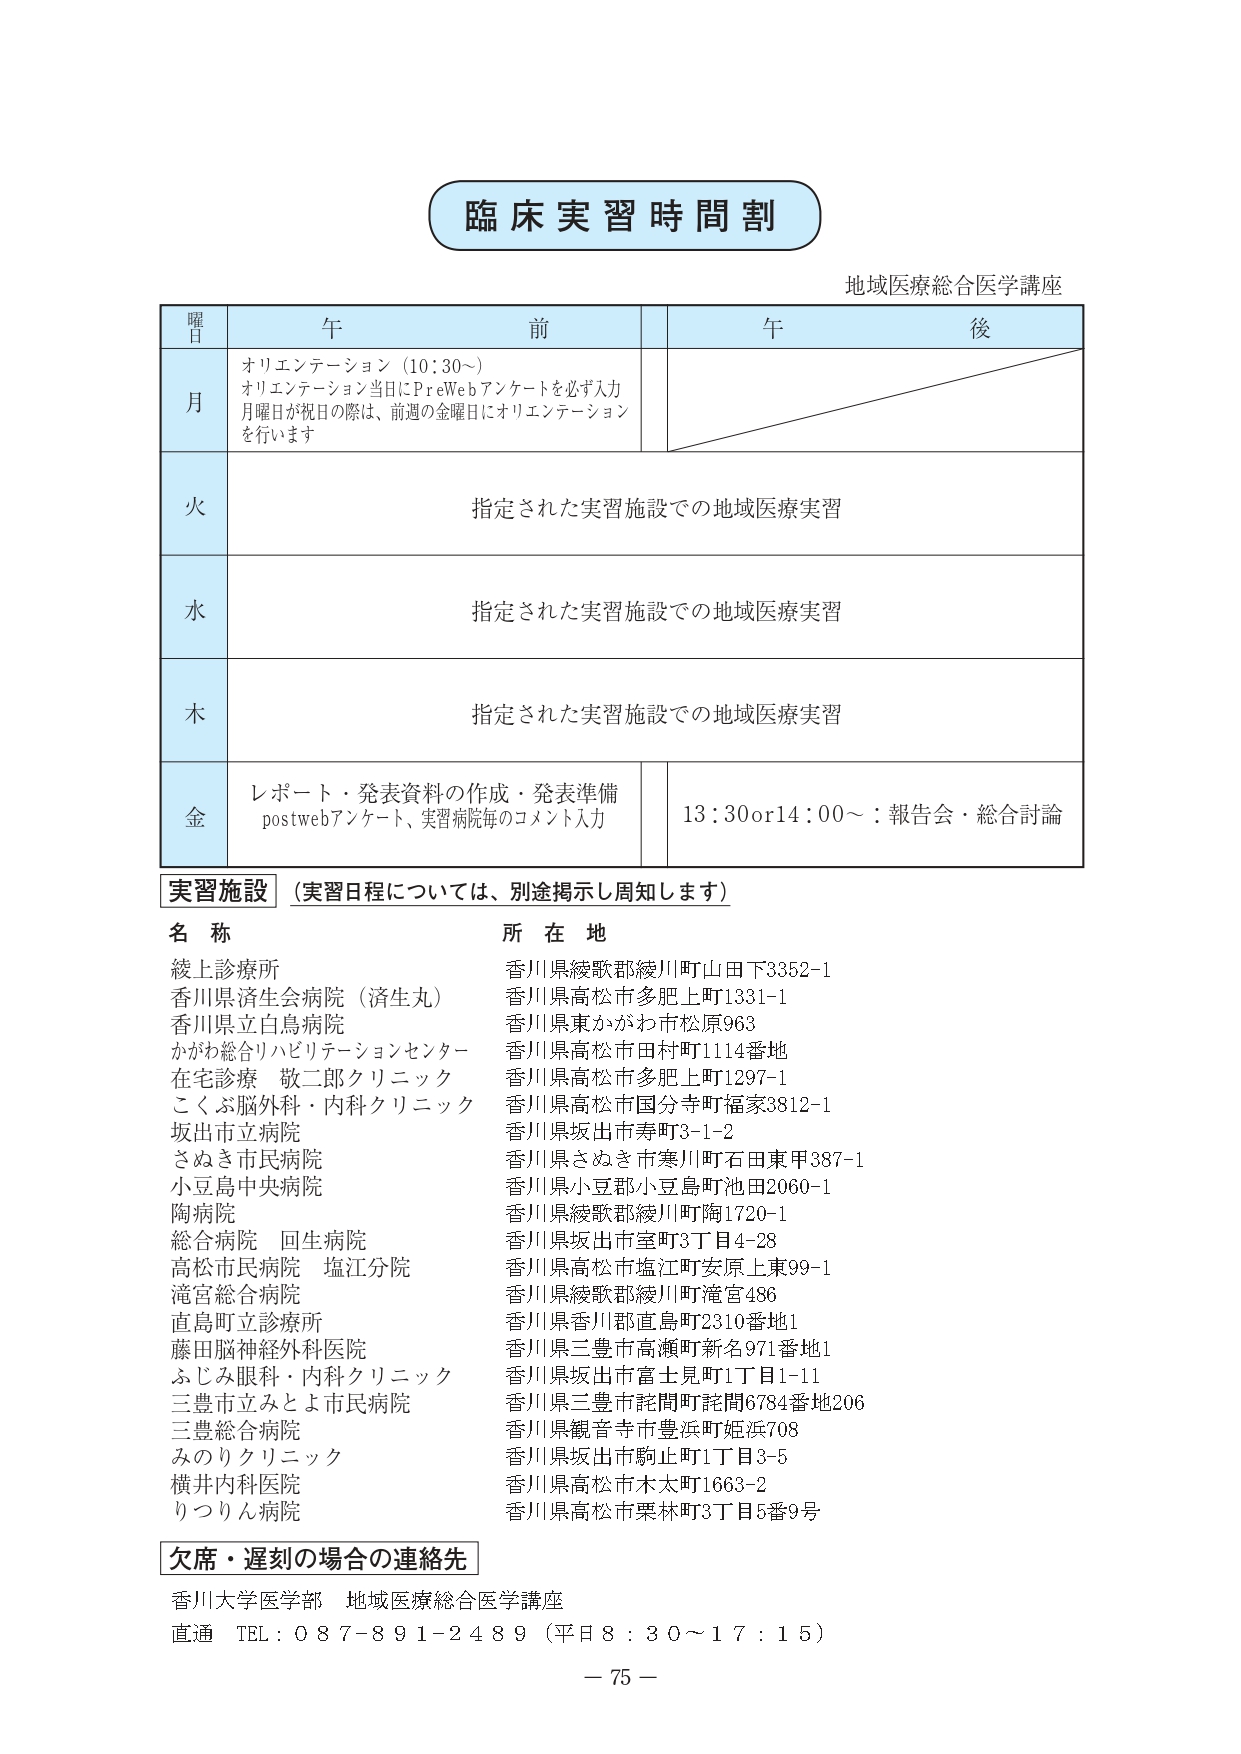 臨床実習時間割
地域医療総合医学講座
曜日 午前 午後
月
オリエンテーション（10：30～）
オリエンテーション当日にPreWebアンケートを必ず入力
月曜日が祝日の際は、前週の金曜日にオリエンテーション
を行います
火 指定された実習施設での地域医療実習
水 指定された実習施設での地域医療実習
木 指定された実習施設での地域医療実習
金
レポート・発表資料の作成・発表準備
postwebアンケート、実習病院毎のコメント入力
13：30or14：00～：報告会・総合討論
実習施設 （実習日程については、別途掲示し周知します）
名　称 所　在　地
綾上診療所 香川県綾歌郡綾川町山田下3352-1
香川県済生会病院（済生丸） 香川県高松市多肥上町1331-1
香川県立白鳥病院 香川県東かがわ市松原963
かがわ総合リハビリテーションセンター 香川県高松市田村町1114番地
在宅診療　敬二郎クリニック 香川県高松市多肥上町1297-1
こくぶ脳外科・内科クリニック 香川県高松市国分寺町福家3812-1
坂出市立病院 香川県坂出市寿町3-1-2
さぬき市民病院 香川県さぬき市寒川町石田東甲387-1
小豆島中央病院 香川県小豆郡小豆島町池田2060-1
陶病院 香川県綾歌郡綾川町陶1720-1
総合病院　回生病院 香川県坂出市室町3丁目4-28
高松市民病院　塩江分院 香川県高松市塩江町安原上東99-1
滝宮総合病院 香川県綾歌郡綾川町滝宮486
直島町立診療所 香川県香川郡直島町2310番地1
藤田脳神経外科医院 香川県三豊市高瀬町新名971番地1
ふじみ眼科・内科クリニック 香川県坂出市富士見町1丁目1-11
三豊市立みとよ市民病院 香川県三豊市詫間町詫間6784番地206
三豊総合病院 香川県観音寺市豊浜町姫浜708
みのりクリニック 香川県坂出市駒止町1丁目3-5
横井内科医院 香川県高松市木太町1663-2
りつりん病院 香川県高松市栗林町3丁目5番9号
欠席・遅刻の場合の連絡先
香川大学医学部　地域医療総合医学講座
直通　TEL：０８７-８９１-２４８９（平日８：３０～１７：１５）
― 75 ―